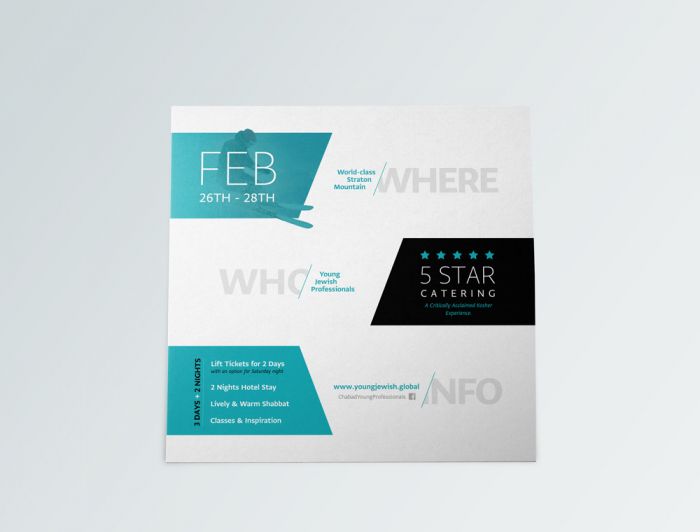 FEB
26TH - 28TH
World-class
Straton
Mountain
WHERE
WHO
Young
Jewish
Professionals
5 STAR
CATERING
A Critically Acclaimed Kosher
Experience.
3 DAYS + 2 NIGHTS
Lift Tickets for 2 Days
with an option for Saturday night
2 Nights Hotel Stay
Lively & Warm Shabbat
Classes & Inspiration
www.youngjewish.global
ChabadYoungProfessionals
INFO